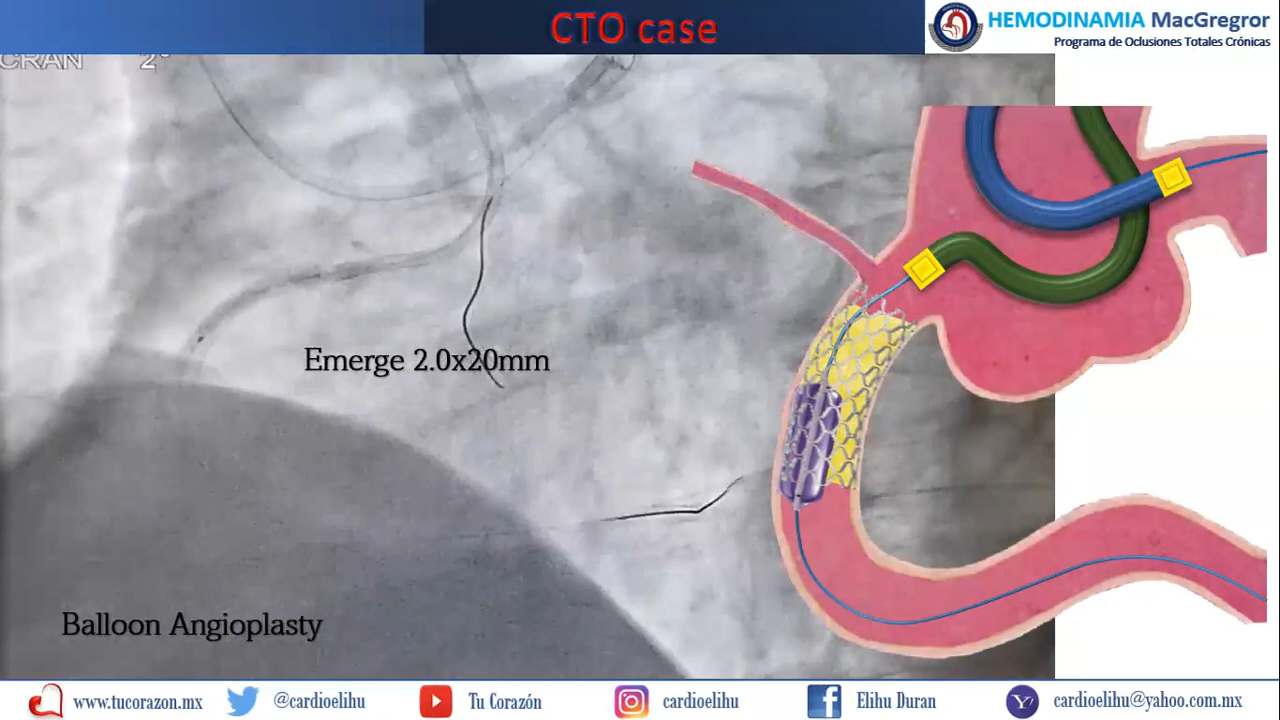 CTO case
HEMODINAMIA MacGregror
Programa de Oclusiones Totales Crónicas
CRAN 2°
Emerge 2.0x20mm
Balloon Angioplasty
www.tucorazon.mx
@cardioelihu
Tu Corazón
cardioelihu
Elihu Duran
cardioelihu@yahoo.com.mx